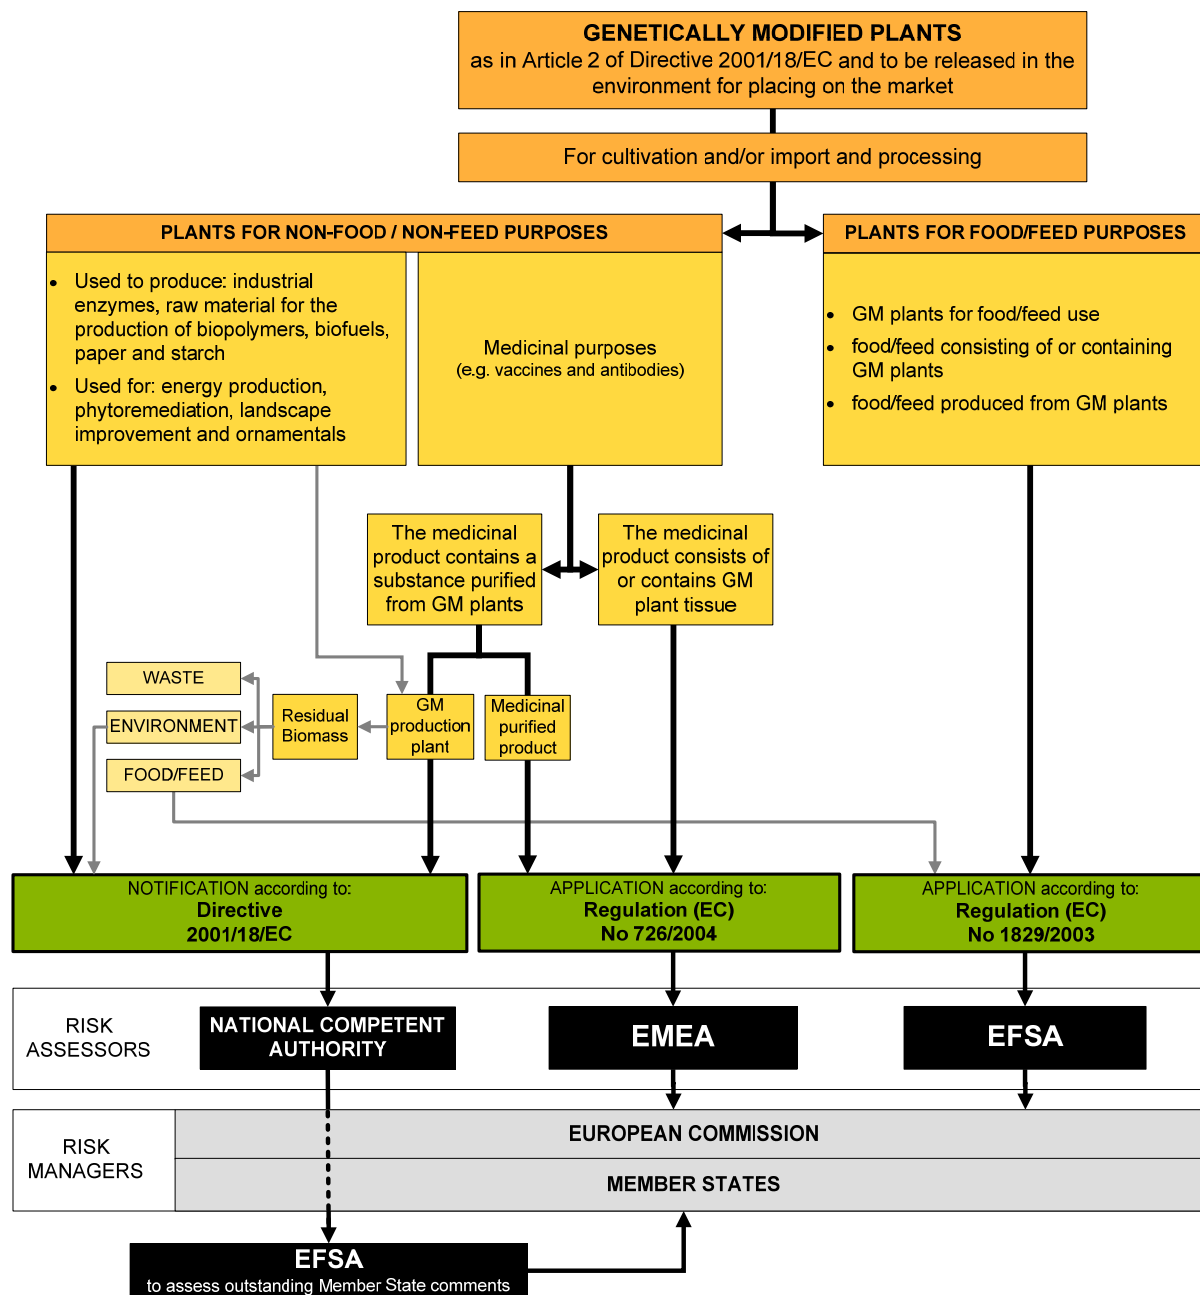 GENETICALLY MODIFIED PLANTS
as in Article 2 of Directive 2001/18/EC and to be released in the
environment for placing on the market
For cultivation and/or import and processing
PLANTS FOR NON-FOOD / NON-FEED PURPOSES
PLANTS FOR FOOD/FEED PURPOSES
• Used to produce: industrial
enzymes, raw material for the
production of biopolymers, biofuels,
paper and starch
• Used for: energy production,
phytoremediation, landscape
improvement and ornamentals
Medicinal purposes
(e.g. vaccines and antibodies)
• GM plants for food/feed use
• food/feed consisting of or containing
GM plants
• food/feed produced from GM plants
The medicinal
product contains a
substance purified
from GM plants
The medicinal
product consists of
or contains GM
plant tissue
WASTE
ENVIRONMENT
FOOD/FEED
Residual
Biomass
GM
production
plant
Medicinal
purified
product
NOTIFICATION according to:
Directive
2001/18/EC
APPLICATION according to:
Regulation (EC)
No 726/2004
APPLICATION according to:
Regulation (EC)
No 1829/2003
RISK
ASSESSORS
NATIONAL COMPETENT
AUTHORITY
EMEA
EFSA
RISK
MANAGERS
EUROPEAN COMMISSION
MEMBER STATES
EFSA
to assess outstanding Member State comments